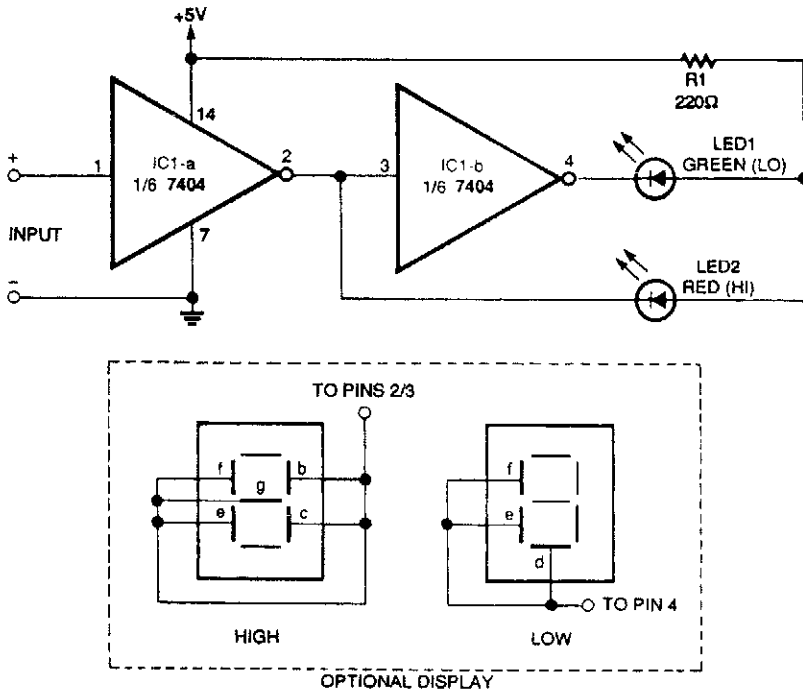 +5V
R1
220Ω
14
+
1
IC1-a
1/6 7404
2
3
IC1-b
1/6 7404
4
LED1
GREEN (LO)
INPUT
7
−
LED2
RED (HI)
TO PINS 2/3
f
b
g
e
c
f
e
d
TO PIN 4
HIGH
LOW
OPTIONAL DISPLAY